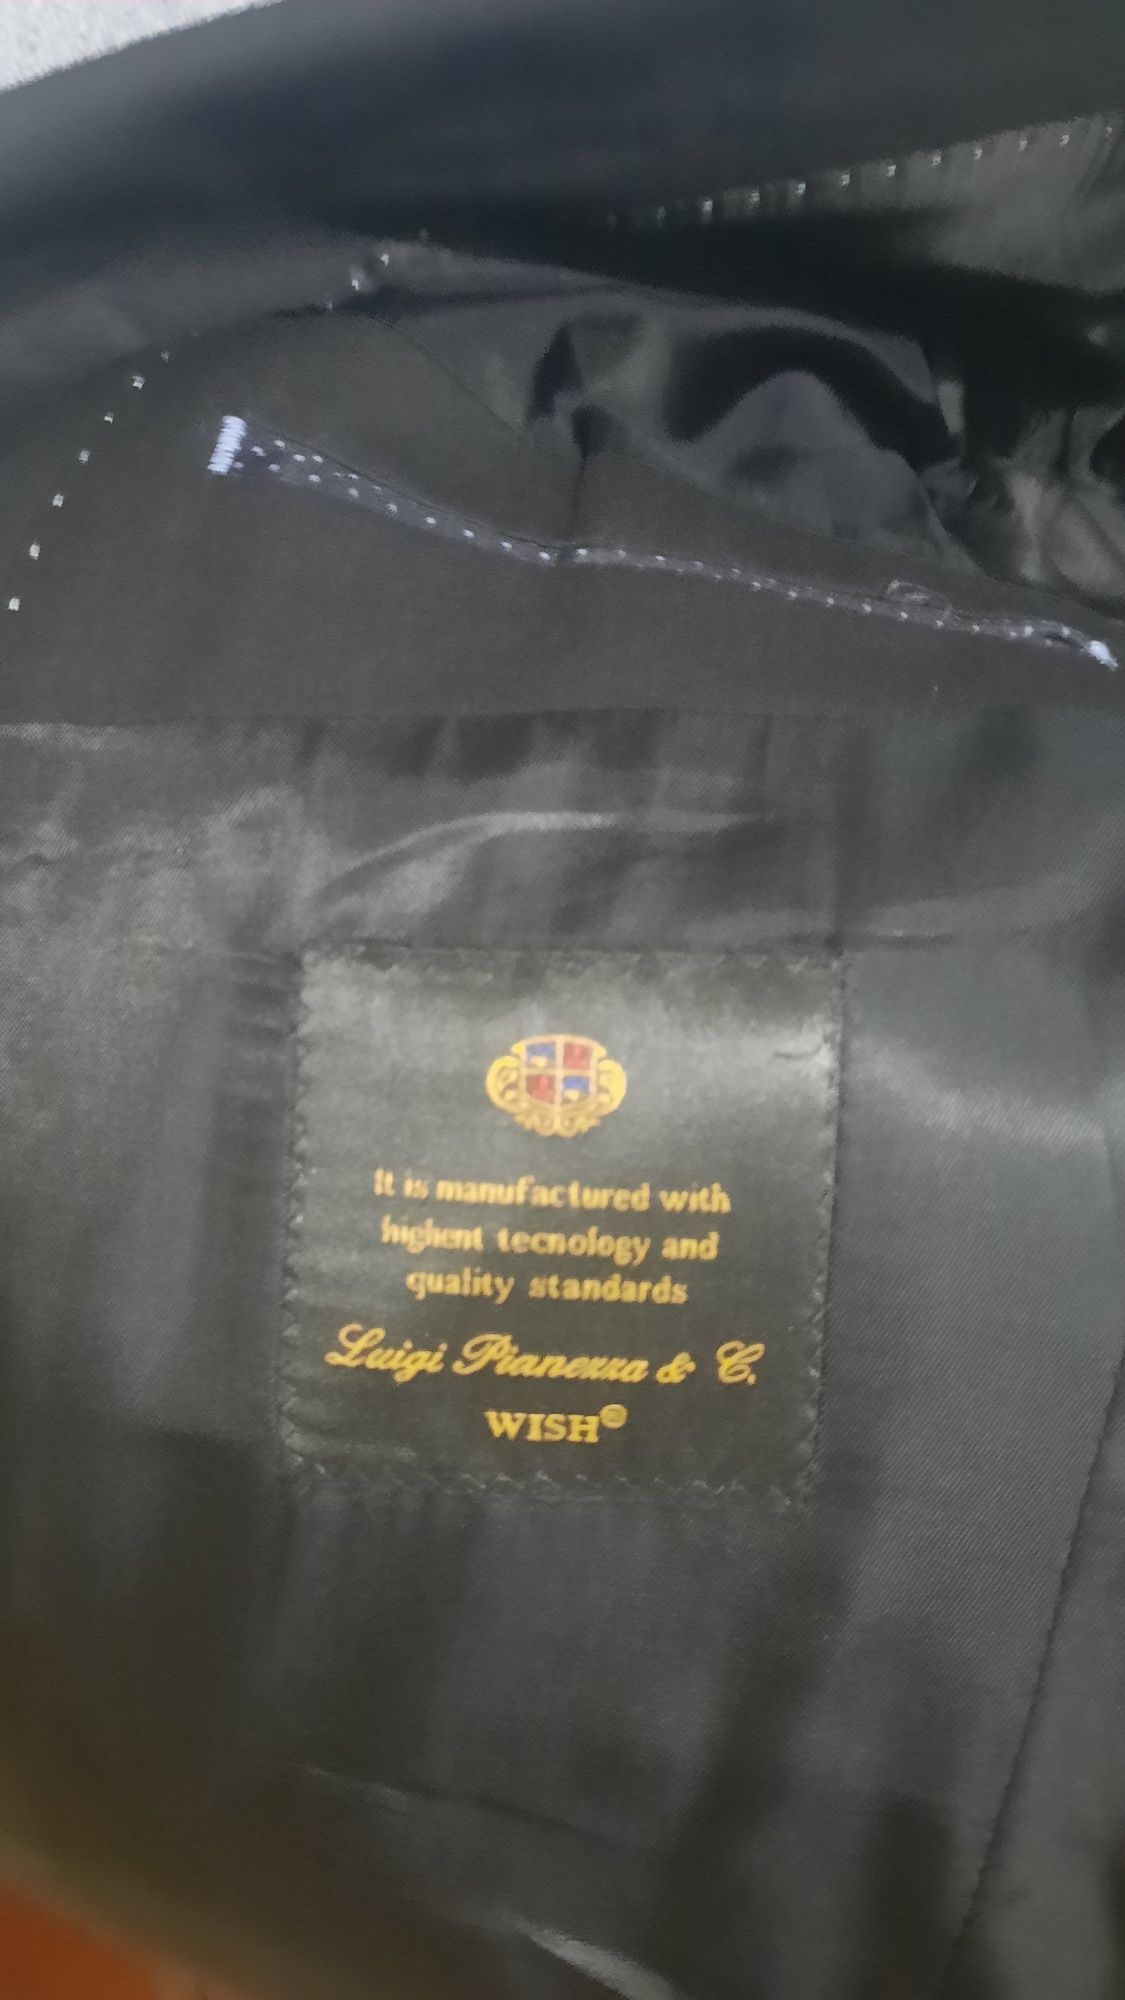 It is manufactured with
highent tecnology and
quality standards
Luigi Pianezza & C.
WISH®